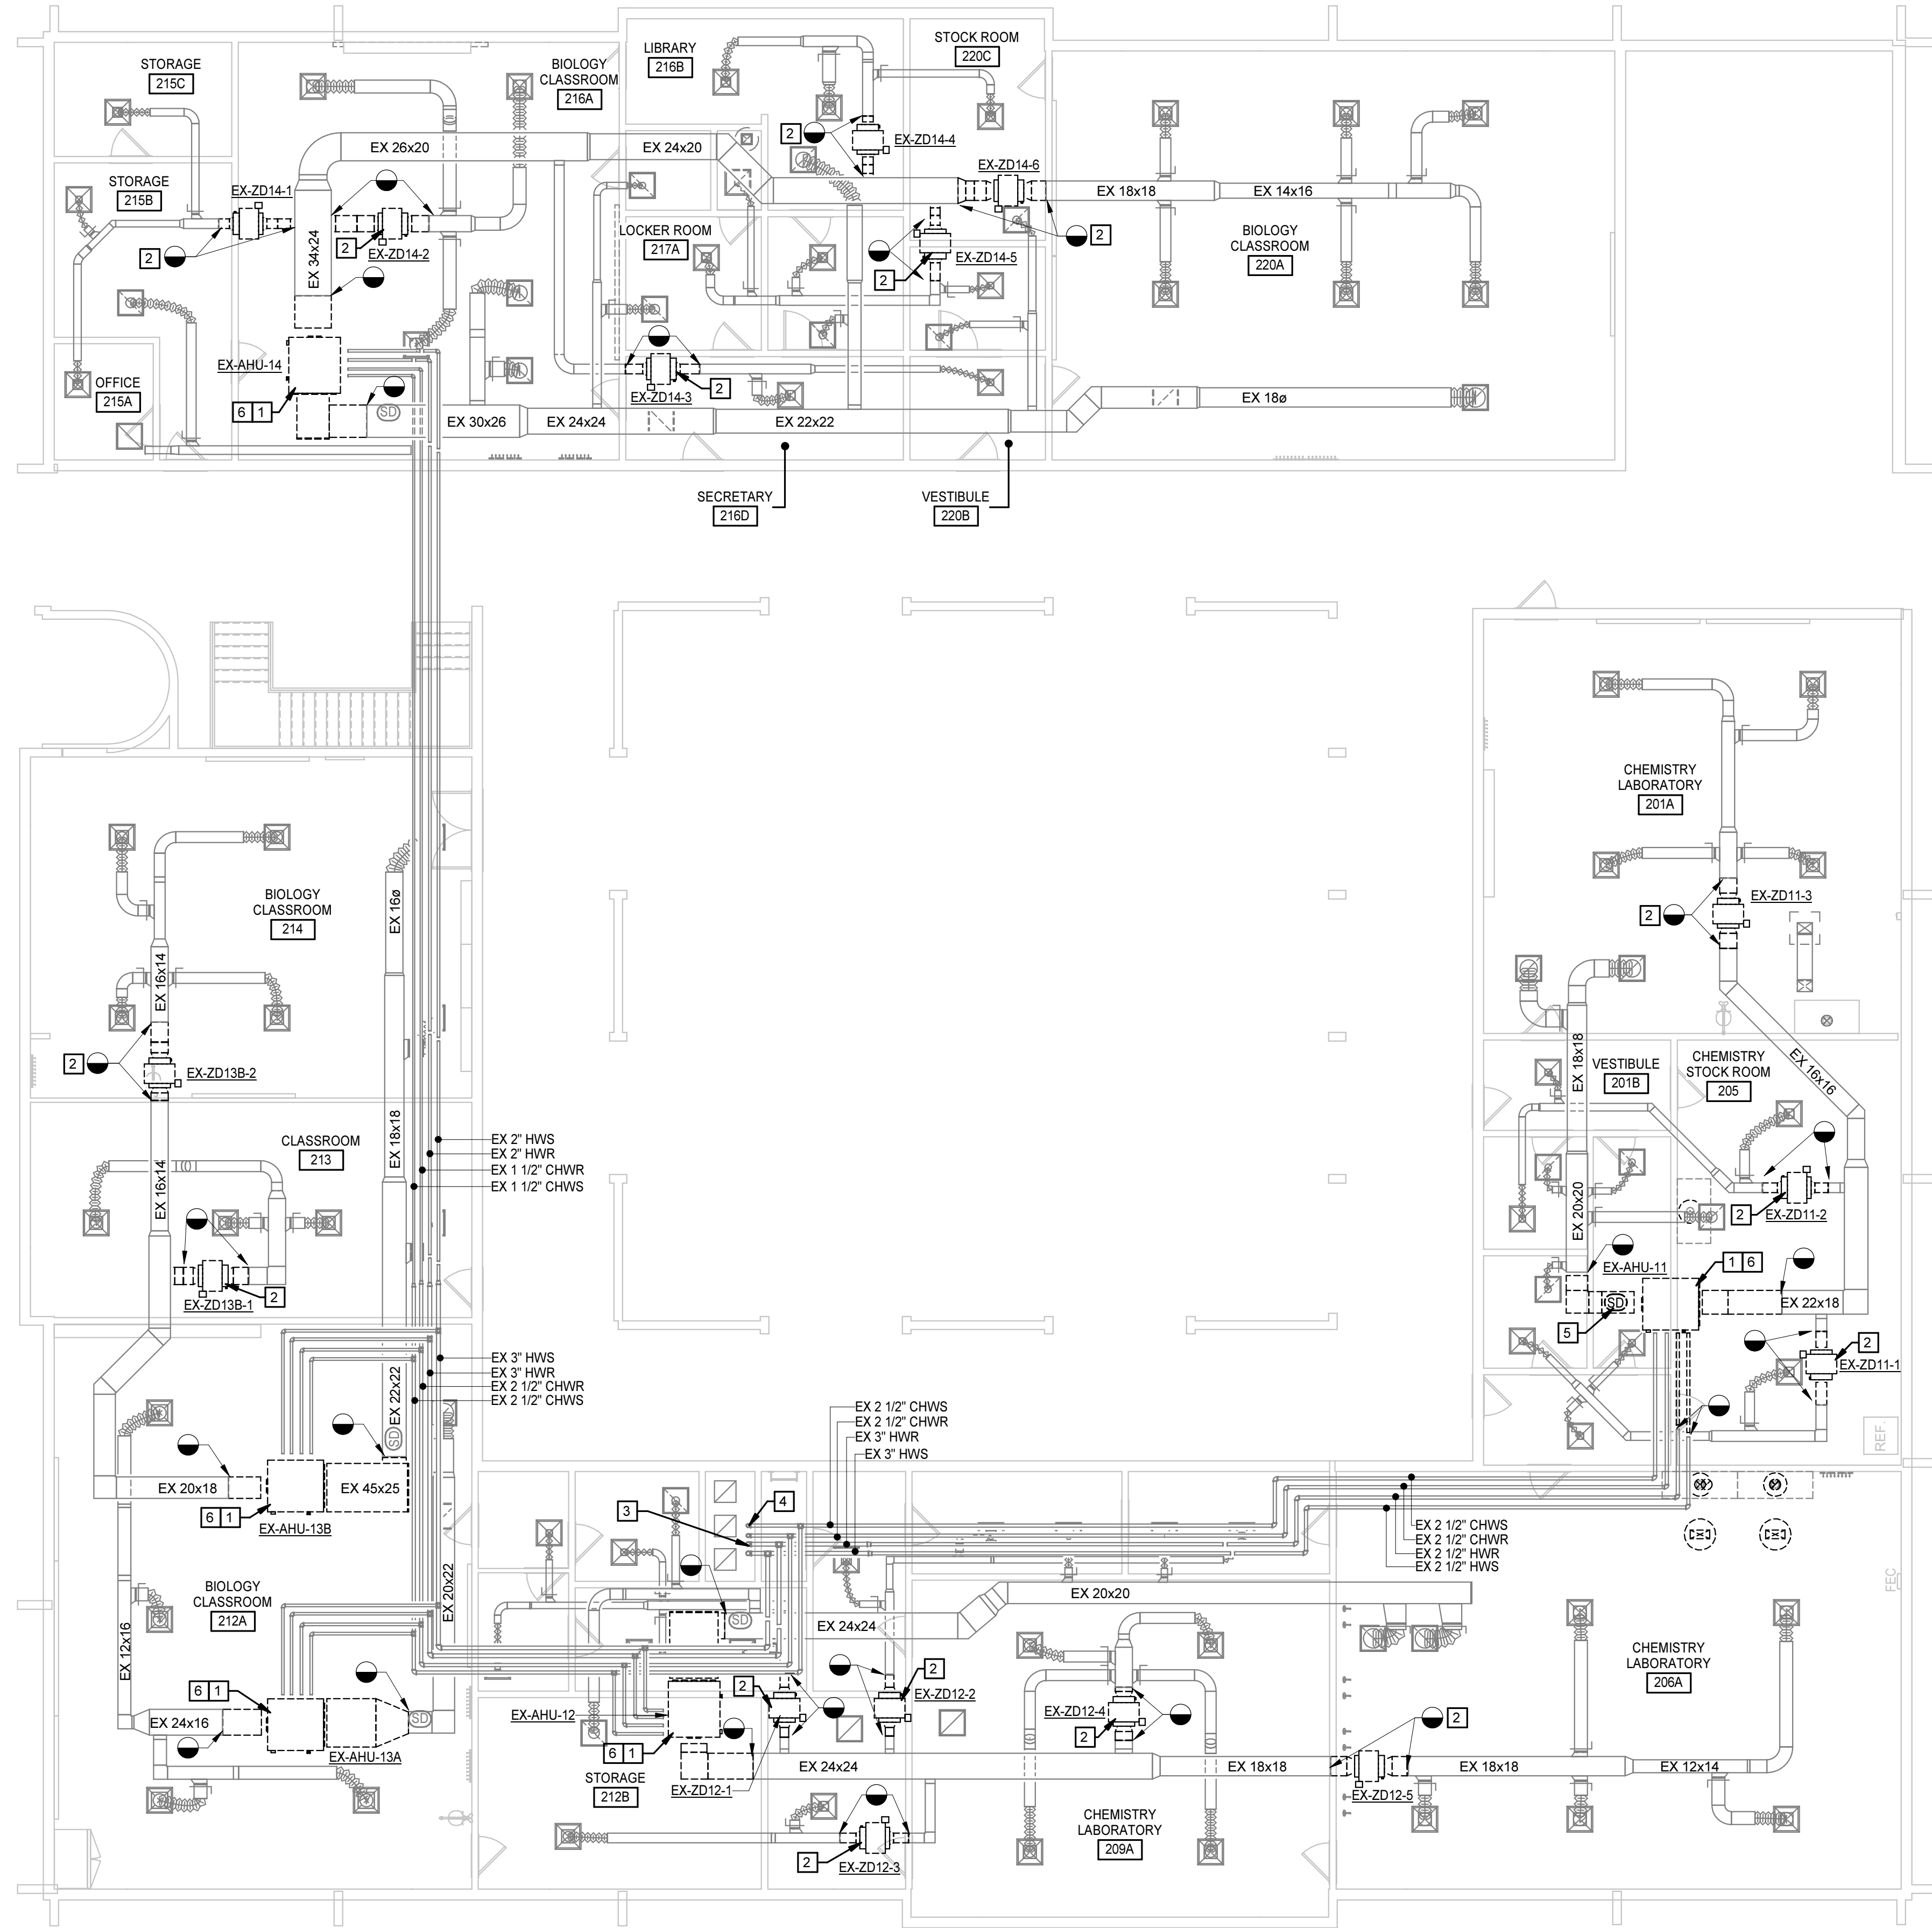 STORAGE
215C
BIOLOGY
CLASSROOM
216A
LIBRARY
216B
STOCK ROOM
220C
2
EX-ZD14-4
EX 26x20
EX 24x20
EX-ZD14-6
STORAGE
215B
EX-ZD14-1
EX 18x18
EX 14x16
2
EX 34x24
2
EX-ZD14-2
LOCKER ROOM
217A
2
EX-ZD14-5
2
BIOLOGY
CLASSROOM
220A
EX-AHU-14
OFFICE
215A
6 1
SD
2
EX-ZD14-3
EX 30x26
EX 24x24
EX 22x22
EX 18ø
SECRETARY
216D
VESTIBULE
220B
CHEMISTRY
LABORATORY
201A
BIOLOGY
CLASSROOM
214
EX 16ø
EX 16x14
2
EX-ZD11-3
2
EX-ZD13B-2
EX 18x18
VESTIBULE
201B
CHEMISTRY
STOCK ROOM
205
EX 16x16
CLASSROOM
213
EX 18x18
EX 2" HWS
EX 2" HWR
EX 1 1/2" CHWR
EX 1 1/2" CHWS
EX 16x14
EX 20x20
2
EX-ZD11-2
2
EX-ZD13B-1
EX-AHU-11
1 6
SD
5
EX 22x18
2
EX-ZD11-1
EX 3" HWS
EX 3" HWR
EX 2 1/2" CHWR
EX 2 1/2" CHWS
EX 22x22
SD
EX 2 1/2" CHWS
EX 2 1/2" CHWR
EX 3" HWR
EX 3" HWS
REF.
EX 20x18
EX 45x25
6 1
EX-AHU-13B
3
4
EX 2 1/2" CHWS
EX 2 1/2" CHWR
EX 2 1/2" HWR
EX 2 1/2" HWS
FEC
BIOLOGY
CLASSROOM
212A
EX 20x22
EX 12x16
SD
EX 24x24
EX 20x20
CHEMISTRY
LABORATORY
206A
6 1
EX 24x16
SD
EX-AHU-13A
EX-AHU-12
2
2
EX-ZD12-2
EX-ZD12-4
2
2
6 1
STORAGE
212B
EX-ZD12-1
EX 24x24
EX 18x18
EX-ZD12-5
EX 18x18
EX 12x14
2
EX-ZD12-3
CHEMISTRY
LABORATORY
209A